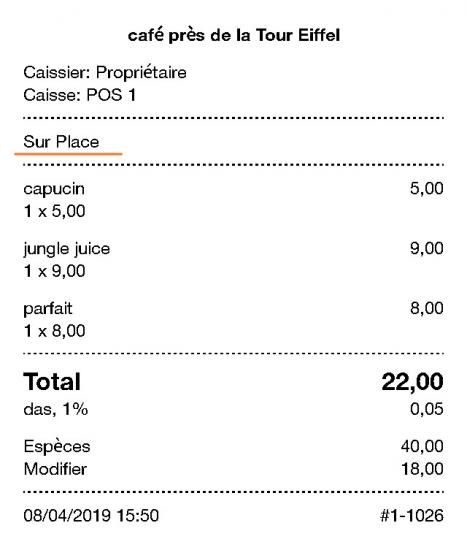 café près de la Tour Eiffel
Caissier: Propriétaire
Caisse: POS 1
Sur Place
capucin 5,00
1 x 5,00
jungle juice 9,00
1 x 9,00
parfait 8,00
1 x 8,00
Total 22,00
das, 1% 0,05
Espèces 40,00
Modifier 18,00
08/04/2019 15:50 #1-1026